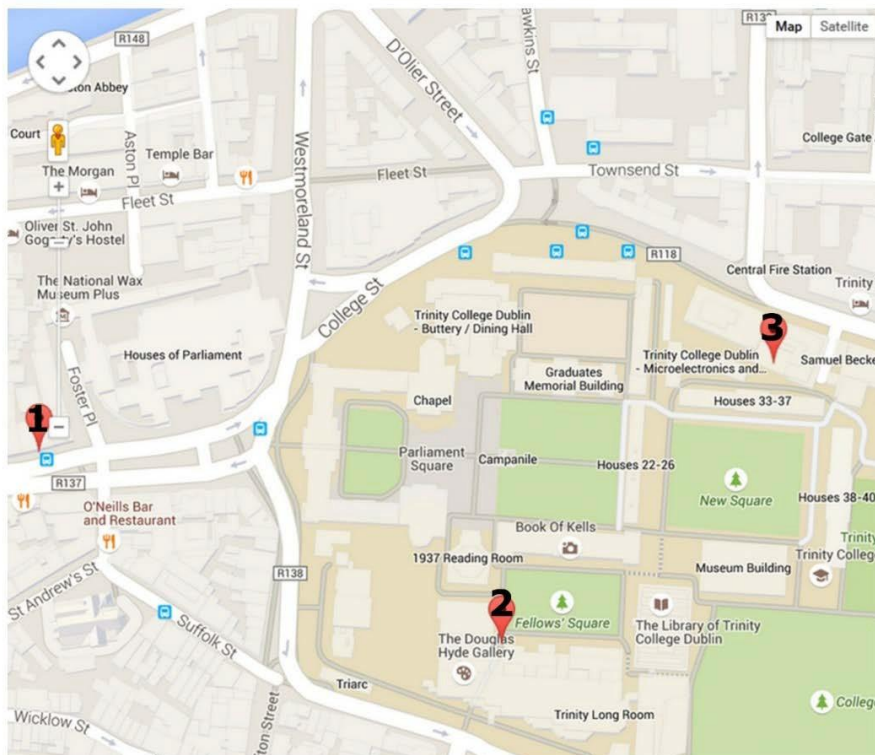 R148
R138
Map
Satellite
D'Olier Street
awkins St
ton Abbey
Westmoreland St
Court
Aston Pl
College Gate
Temple Bar
The Morgan
Fleet St
Townsend St
Fleet St
Oliver St. John
Gogarty's Hostel
R118
Central Fire Station
The National Wax
Museum Plus
College St
Trinity
Trinity College Dublin
- Buttery / Dining Hall
3
Houses of Parliament
Trinity College Dublin
- Microelectronics and...
Samuel Becke
Foster Pl
Graduates
Memorial Building
Chapel
Houses 33-37
1
Parliament
Square
Campanile
Houses 22-26
R137
New Square
Houses 38-40
O'Neills Bar
and Restaurant
Book Of Kells
Trinity
Trinity College
1937 Reading Room
Museum Building
R138
St Andrew's St
2
Fellows' Square
Suffolk St
The Douglas
Hyde Gallery
The Library of Trinity
College Dublin
Triarc
College
Trinity Long Room
Wicklow St
ton Street